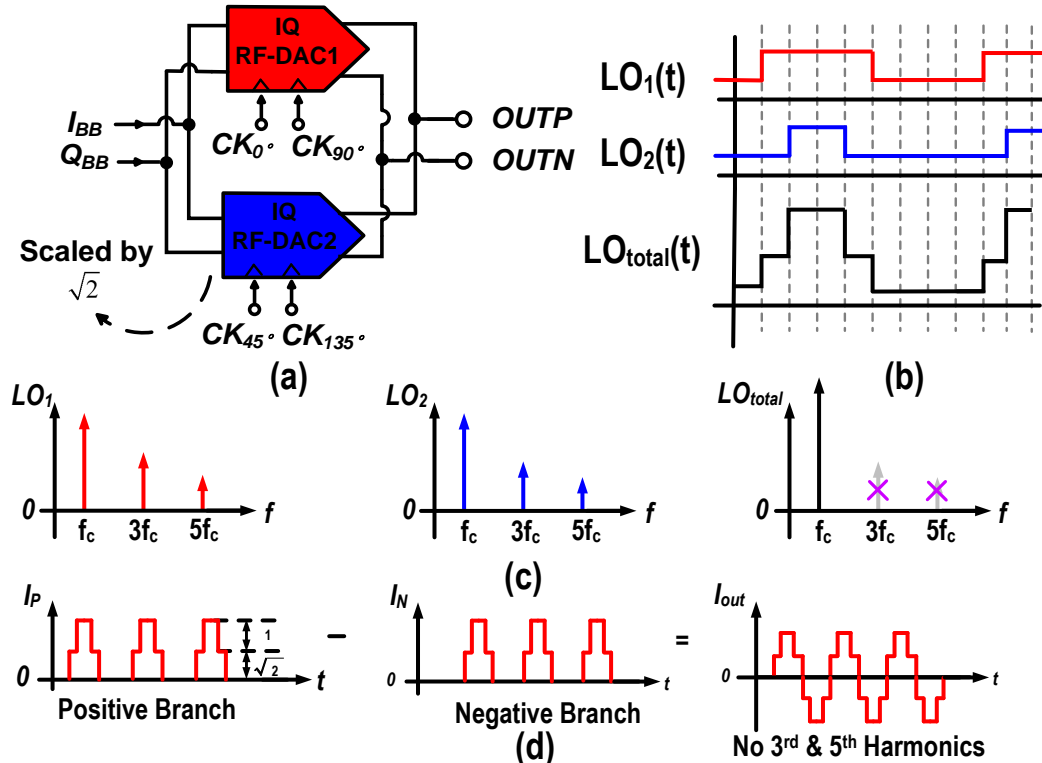 IQ
RF-DAC1
I_BB
Q_BB
CK_0°
CK_90°
OUTP
OUTN
IQ
RF-DAC2
Scaled by
√2
CK_45°
CK_135°
(a)
LO_1(t)
LO_2(t)
LO_total(t)
(b)
LO_1
0
f_c
3f_c
5f_c
f
LO_2
0
f_c
3f_c
5f_c
f
LO_total
0
f_c
3f_c
5f_c
f
(c)
I_P
0
1
√2
t
Positive Branch
−
I_N
0
t
Negative Branch
=
I_out
0
t
No 3rd & 5th Harmonics
(d)